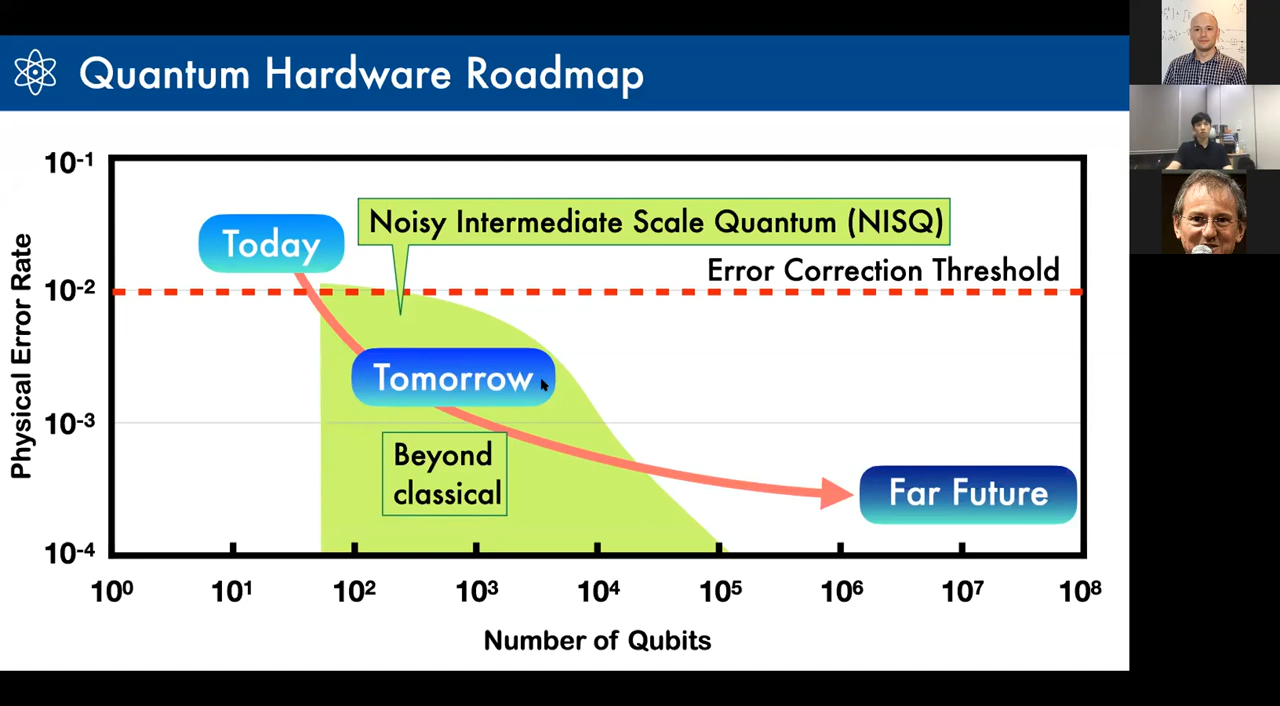 Quantum Hardware Roadmap
10-1
Noisy Intermediate Scale Quantum (NISQ)
Today
Error Correction Threshold
10-2
Tomorrow
10-3
Beyond
classical
Far Future
10-4
Physical Error Rate
100 101 102 103 104 105 106 107 108
Number of Qubits